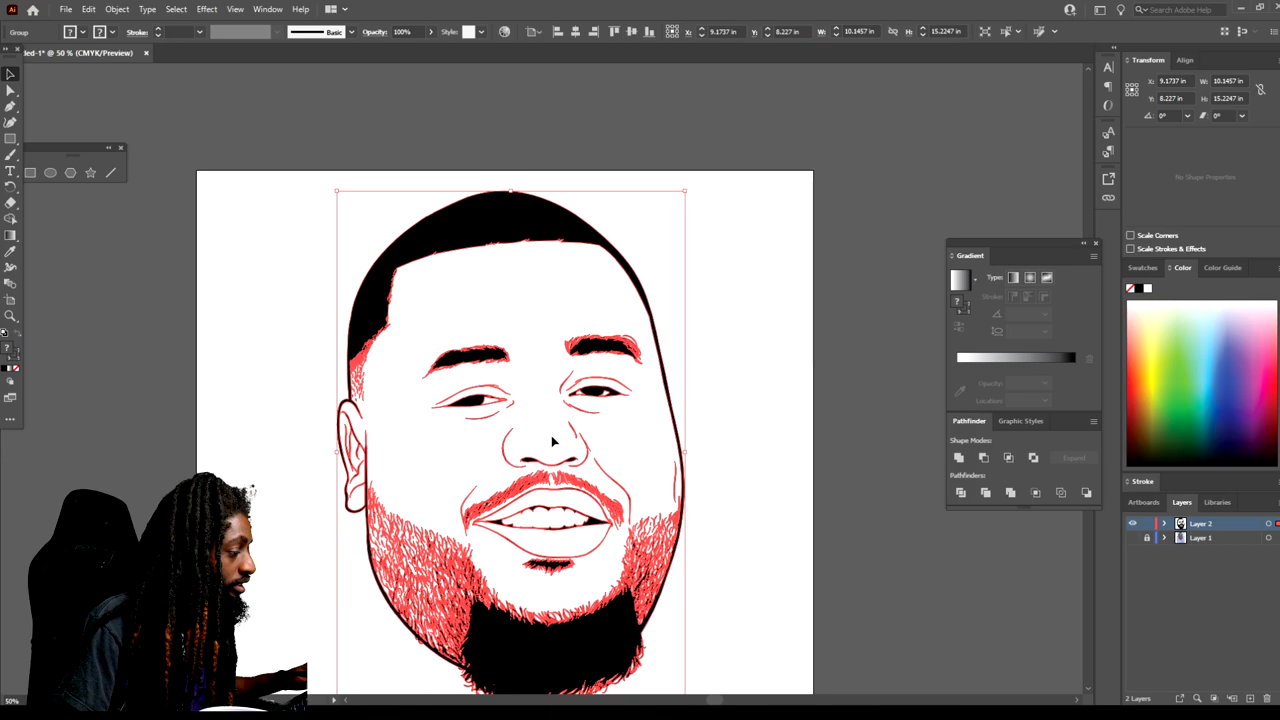 Ai File Edit Object Type Select Effect View Window Help Search Adobe Help
Group ? ? Stroke: Basic Opacity: 100% Style: X: 9.1737 in Y: 8.227 in W: 10.1457 in H: 15.2247 in
ded-1* @ 50 % (CMYK/Preview) ×
Transform Align
X: 9.1737 in W: 10.1457 in
Y: 8.227 in H: 15.2247 in
0° 0°
No Shape Properties
Scale Corners
Scale Strokes & Effects
Swatches Color Color Guide
Gradient
Type:
Stroke:
Opacity:
Location:
Pathfinder Graphic Styles
Shape Modes:
Expand
Pathfinders:
Stroke
Artboards Layers Libraries
Layer 2
Layer 1
50%
2 Layers